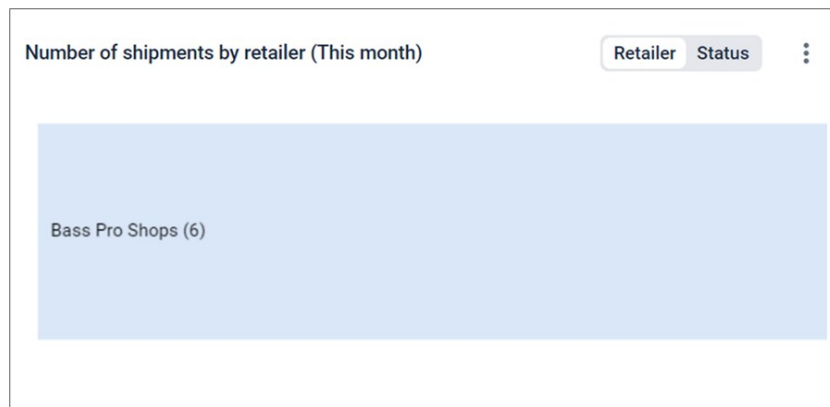 Number of shipments by retailer (This month)
Retailer Status
Bass Pro Shops (6)